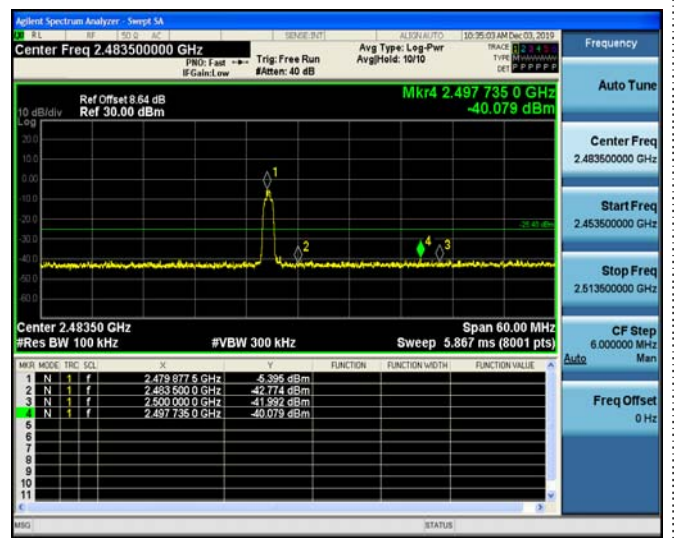 Agilent Spectrum Analyzer - Swept SA
RL RF 50 Ω AC SENSE:INT ALIGN AUTO 10:35:03 AM Dec 03, 2019
Center Freq 2.483500000 GHz Avg Type: Log-Pwr TRACE 1 2 3 4 5 6
PNO: Fast Trig: Free Run Avg|Hold: 10/10 TYPE
IFGain:Low #Atten: 40 dB DET P P P P P P
Frequency
Auto Tune
Center Freq
2.483500000 GHz
Start Freq
2.453500000 GHz
Stop Freq
2.513500000 GHz
CF Step
6.000000 MHz
Auto Man
Freq Offset
0 Hz
Mkr4 2.497 735 0 GHz
-40.079 dBm
Ref Offset 8.64 dB
10 dB/div Ref 30.00 dBm
Log
20.0
10.0
0.00
-10.0
-20.0
-30.0
-40.0
-50.0
-60.0
1
2
4
3
Center 2.48350 GHz Span 60.00 MHz
#Res BW 100 kHz #VBW 300 kHz Sweep 5.867 ms (8001 pts)
MKR MODE TRC SCL X Y FUNCTION FUNCTION WIDTH FUNCTION VALUE
1 N 1 f 2.479 877 5 GHz -5.395 dBm
2 N 1 f 2.483 500 0 GHz -42.774 dBm
3 N 1 f 2.500 000 0 GHz -41.992 dBm
4 N 1 f 2.497 735 0 GHz -40.079 dBm
5
6
7
8
9
10
11
MSG STATUS